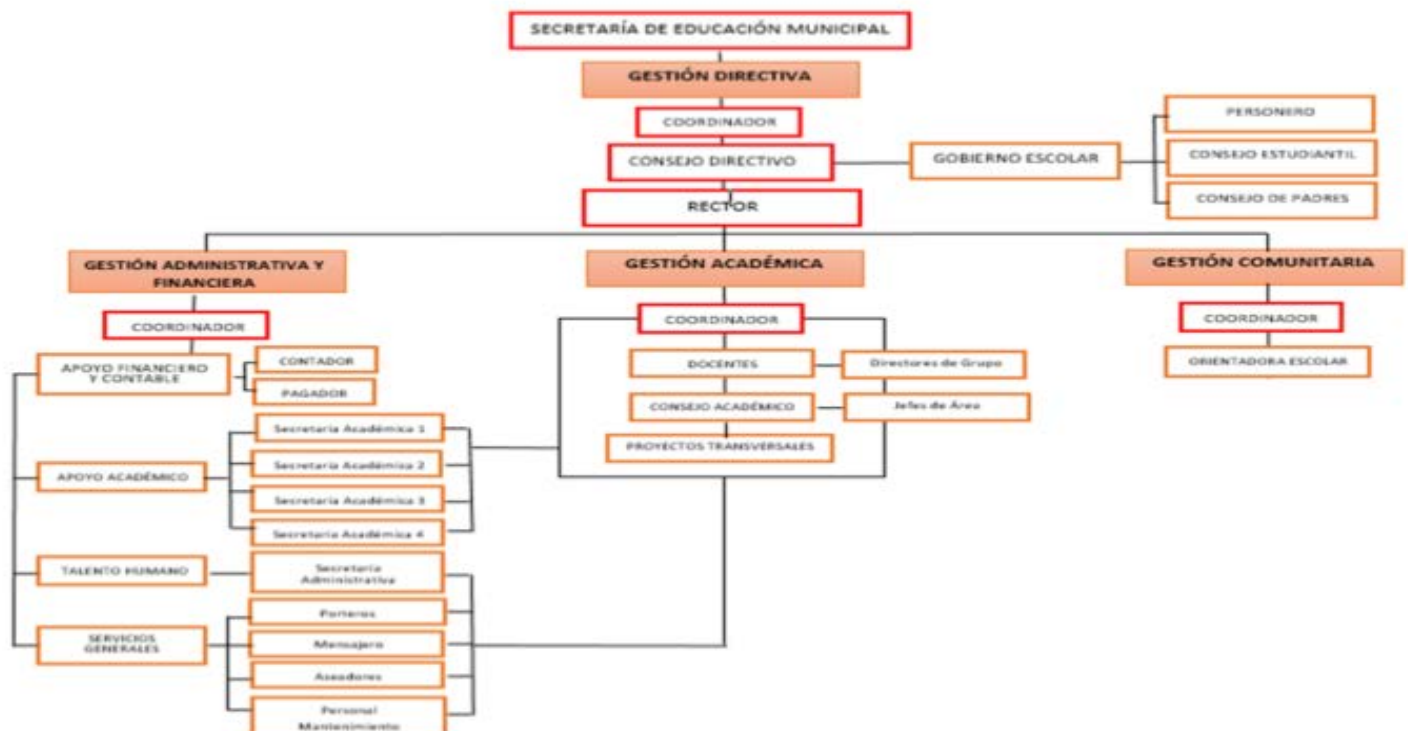 SECRETARÍA DE EDUCACIÓN MUNICIPAL
GESTIÓN DIRECTIVA
COORDINADOR
CONSEJO DIRECTIVO
RECTOR
GOBIERNO ESCOLAR
PERSONERO
CONSEJO ESTUDIANTIL
CONSEJO DE PADRES
GESTIÓN ADMINISTRATIVA Y
FINANCIERA
COORDINADOR
APOYO FINANCIERO
Y CONTABLE
CONTADOR
PAGADOR
APOYO ACADÉMICO
Secretaria Académica 1
Secretaria Académica 2
Secretaria Académica 3
Secretaria Académica 4
TALENTO HUMANO
Secretaria
Administrativa
SERVICIOS
GENERALES
Porteros
Mensajero
Aseadores
Personal
Mantenimiento
GESTIÓN ACADÉMICA
COORDINADOR
DOCENTES
Directores de Grupo
CONSEJO ACADÉMICO
Jefes de Área
PROYECTOS TRANSVERSALES
GESTIÓN COMUNITARIA
COORDINADOR
ORIENTADORA ESCOLAR